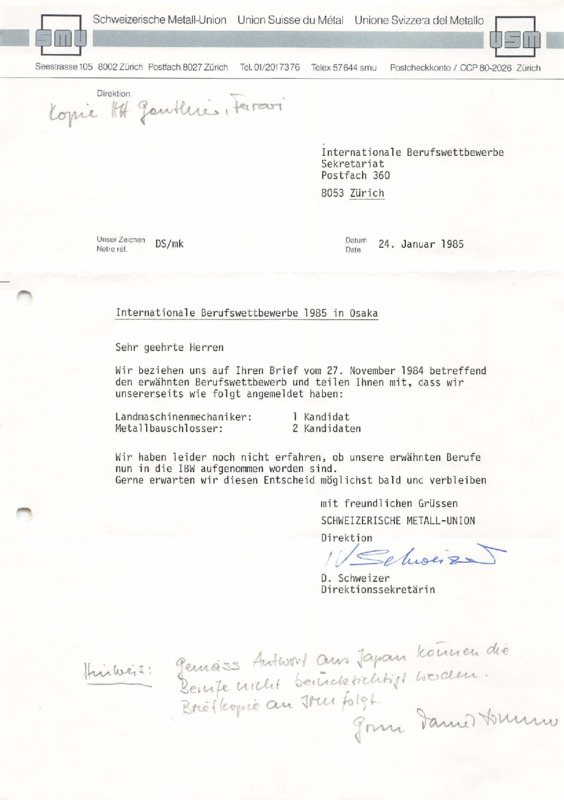 Schweizerische Metall-Union Union Suisse du Métal Unione Svizzera del Metallo
smu usm
Seestrasse 105 8002 Zürich Postfach 8027 Zürich Tel. 01/2017376 Telex 57644 smu Postcheckkonto / CCP 80-2026 Zürich
Direktion
Kopie HH Gauthier, Ferrari
Internationale Berufswettbewerbe
Sekretariat
Postfach 360
8053 Zürich
Unser Zeichen DS/mk
Notre réf.
Datum 24. Januar 1985
Date
Internationale Berufswettbewerbe 1985 in Osaka
Sehr geehrte Herren
Wir beziehen uns auf Ihren Brief vom 27. November 1984 betreffend
den erwähnten Berufswettbewerb und teilen Ihnen mit, dass wir
unsererseits wie folgt angemeldet haben:
Landmaschinenmechaniker: 1 Kandidat
Metallbauschlosser: 2 Kandidaten
Wir haben leider noch nicht erfahren, ob unsere erwähnten Berufe
nun in die IBW aufgenommen worden sind.
Gerne erwarten wir diesen Entscheid möglichst bald und verbleiben
mit freundlichen Grüssen
SCHWEIZERISCHE METALL-UNION
Direktion
D. Schweizer
Direktionssekretärin
Hinweis: Gemäss Antwort aus Japan können die
Berufe nicht berücksichtigt werden.
Briefkopie an folgt.